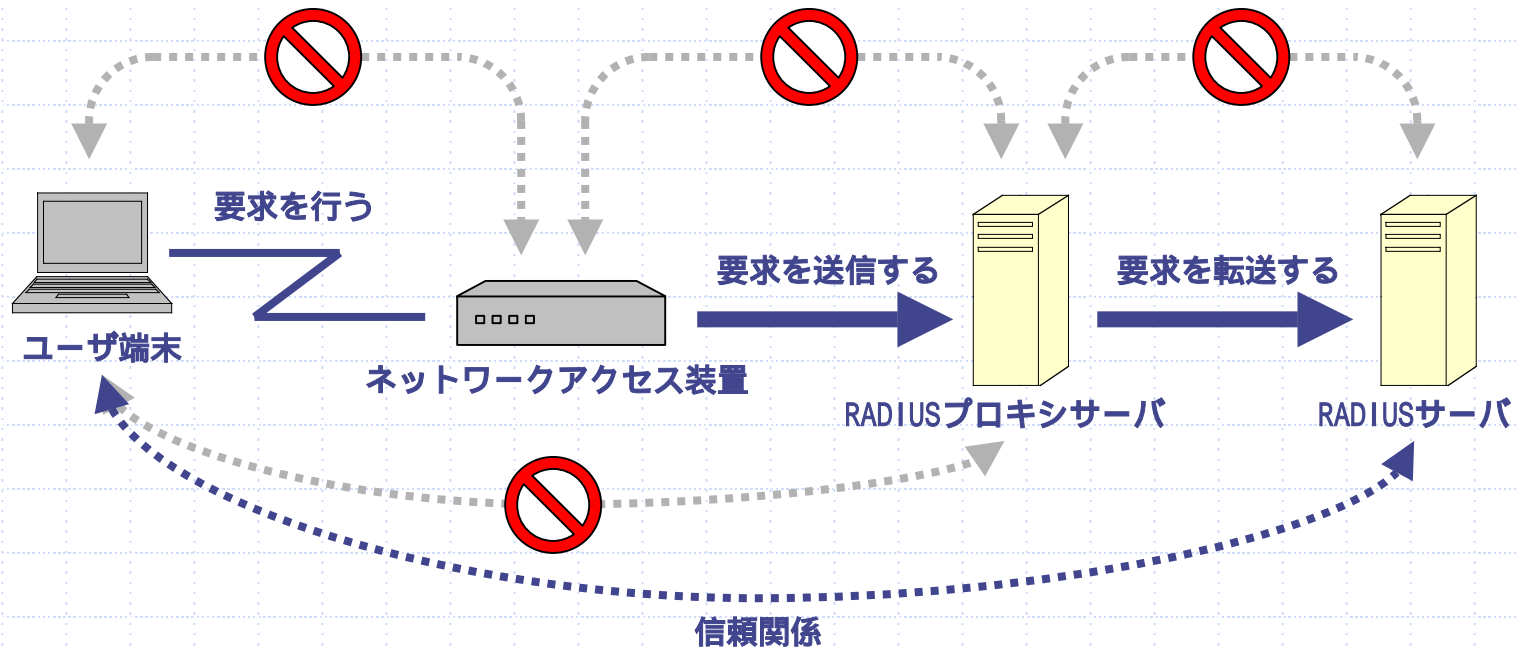 要求を行う
要求を送信する
要求を転送する
ユーザ端末
ネットワークアクセス装置
RADIUSプロキシサーバ
RADIUSサーバ
信頼関係